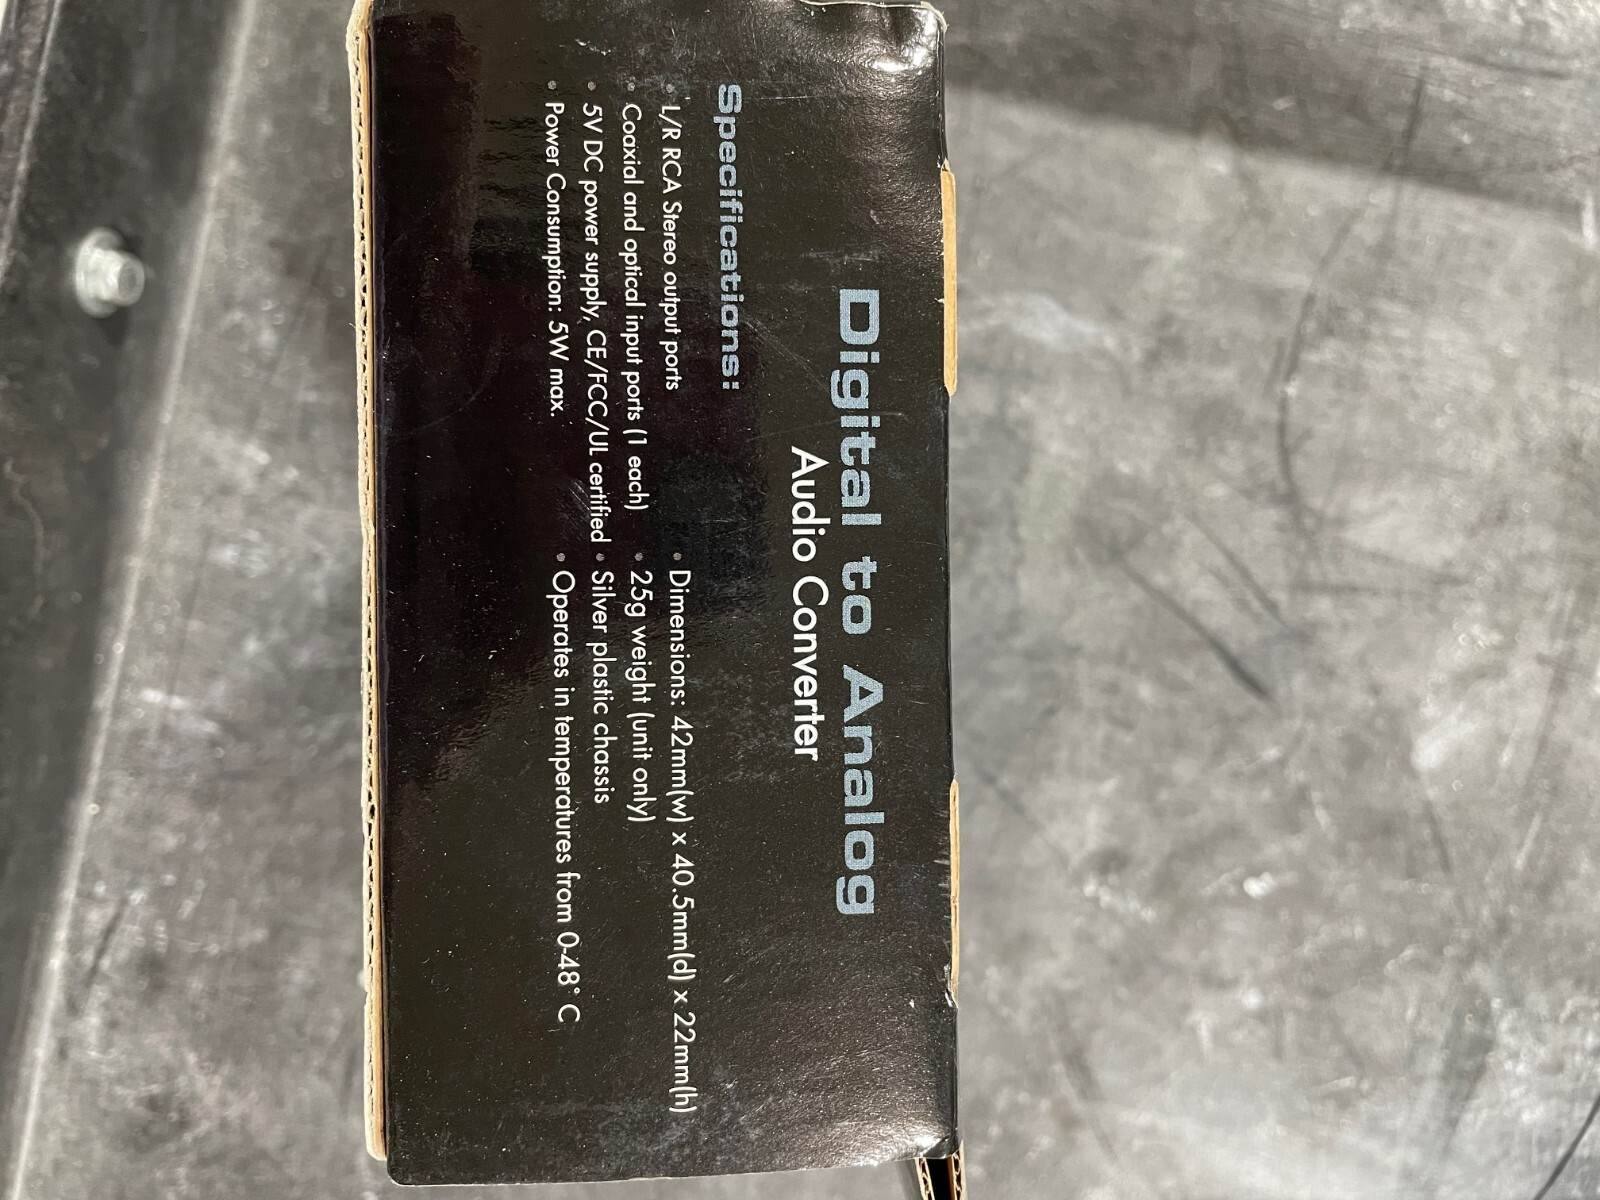 Digital to Analog
Audio Converter
Specifications:
• L/R RCA Stereo output ports
• Coaxial and optical input ports (1 each)
• 5V DC power supply, CE/FCC/UL certified
• Power Consumption: 5W max.
• Dimensions: 42mm(w) x 40.5mm(d) x 22mm(h)
• 25g weight (unit only)
• Silver plastic chassis
• Operates in temperatures from 0-48° C